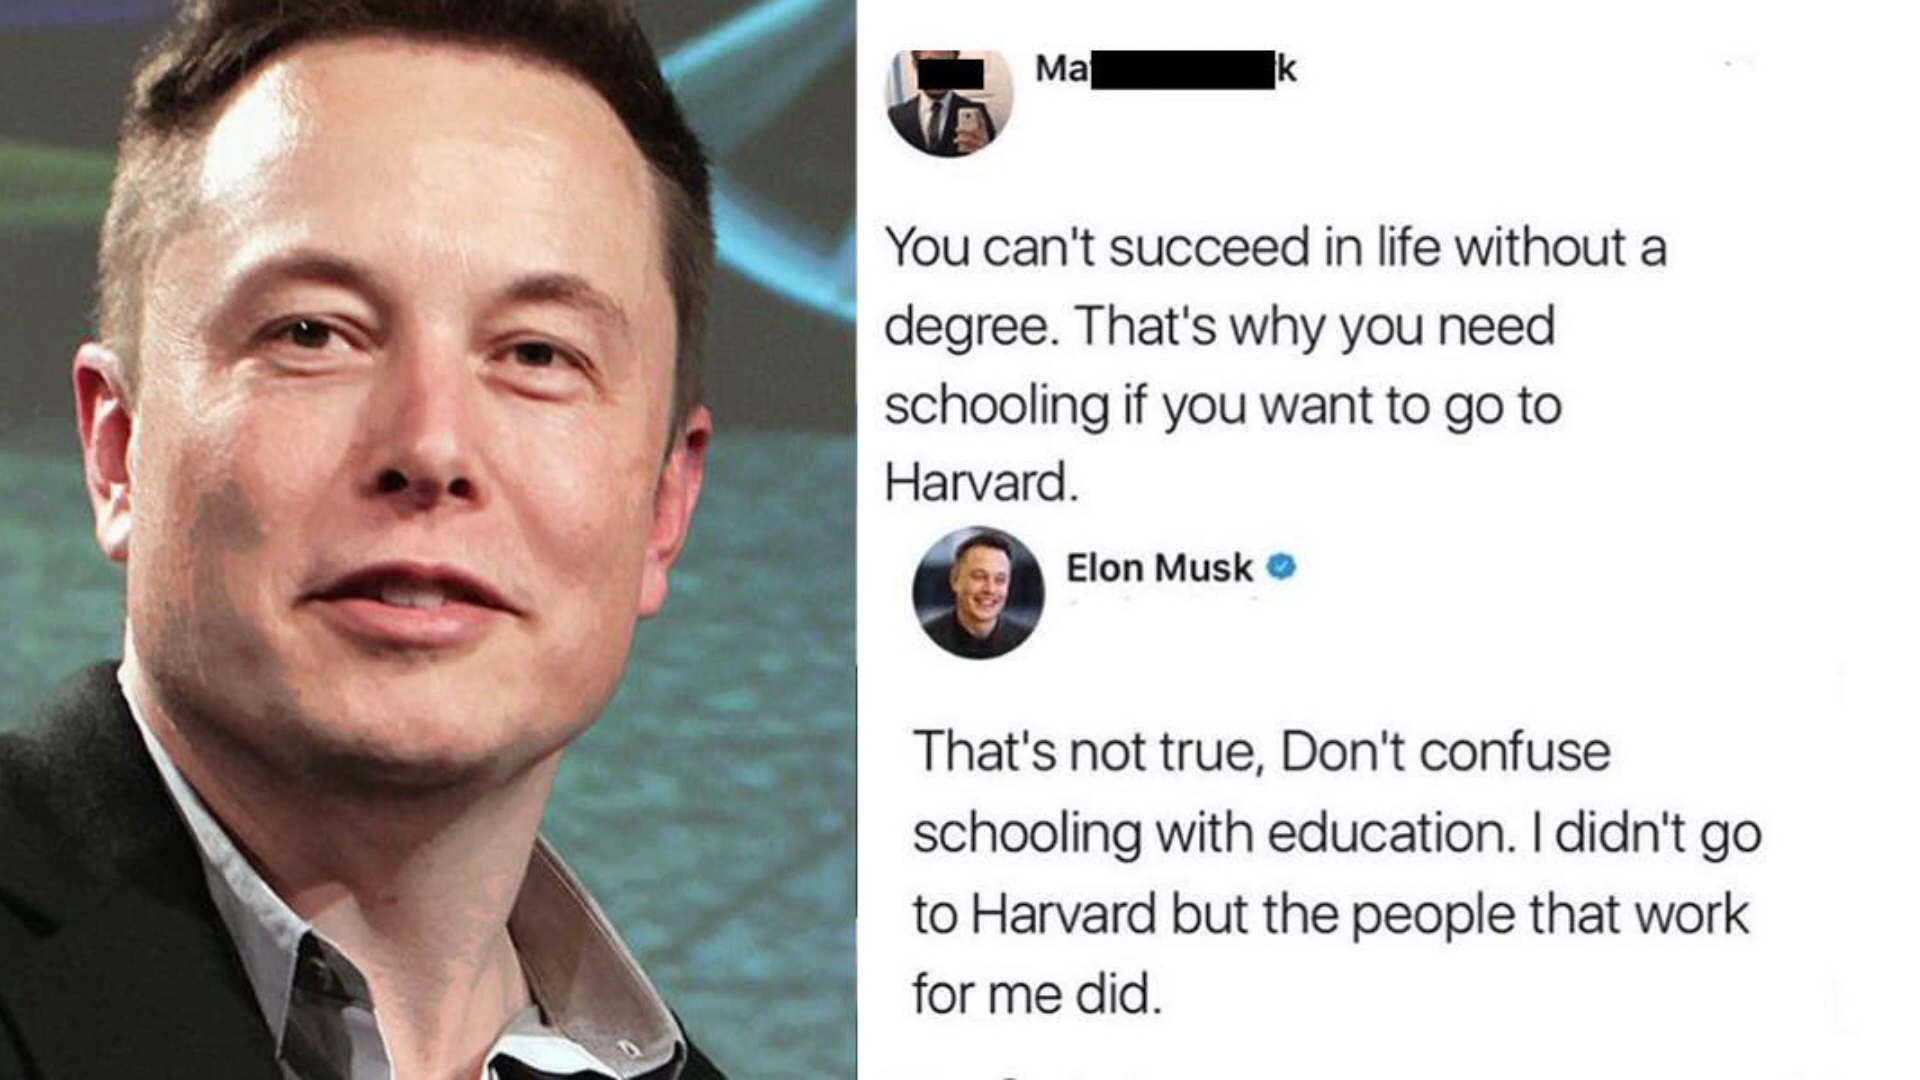 Ma k
You can't succeed in life without a
degree. That's why you need
schooling if you want to go to
Harvard.
Elon Musk
That's not true, Don't confuse
schooling with education. I didn't go
to Harvard but the people that work
for me did.